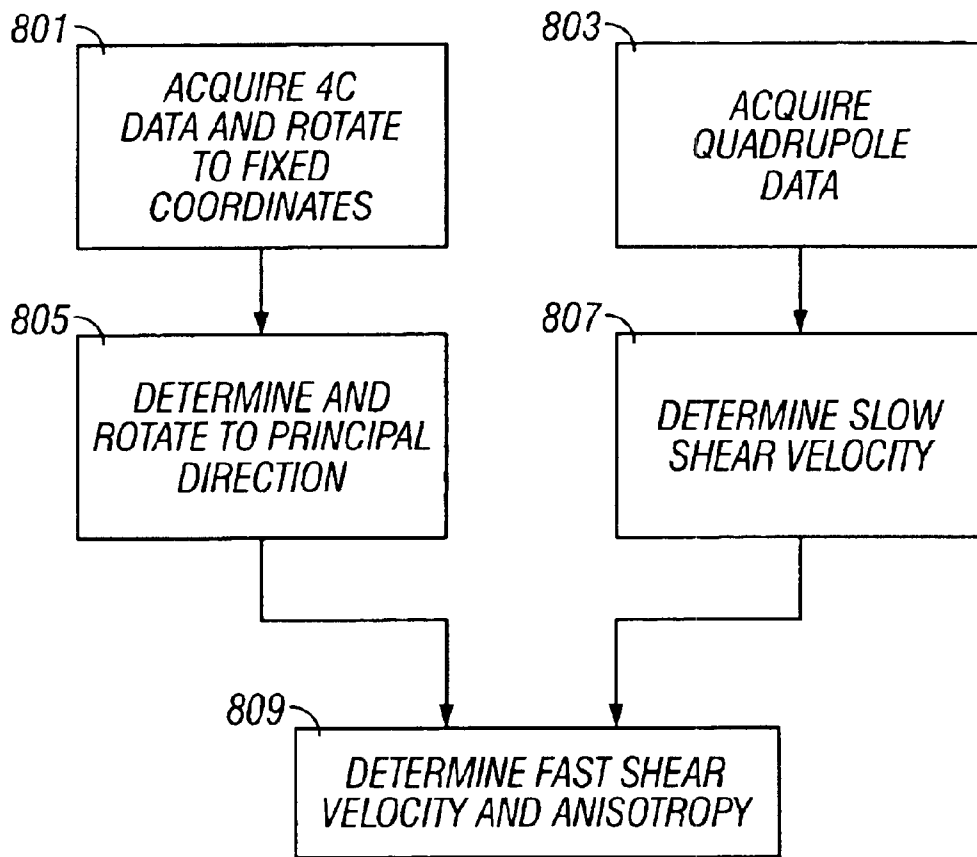 801
ACQUIRE 4C
DATA AND ROTATE
TO FIXED
COORDINATES
803
ACQUIRE
QUADRUPOLE
DATA
805
DETERMINE AND
ROTATE TO PRINCIPAL
DIRECTION
807
DETERMINE SLOW
SHEAR VELOCITY
809
DETERMINE FAST SHEAR
VELOCITY AND ANISOTROPY